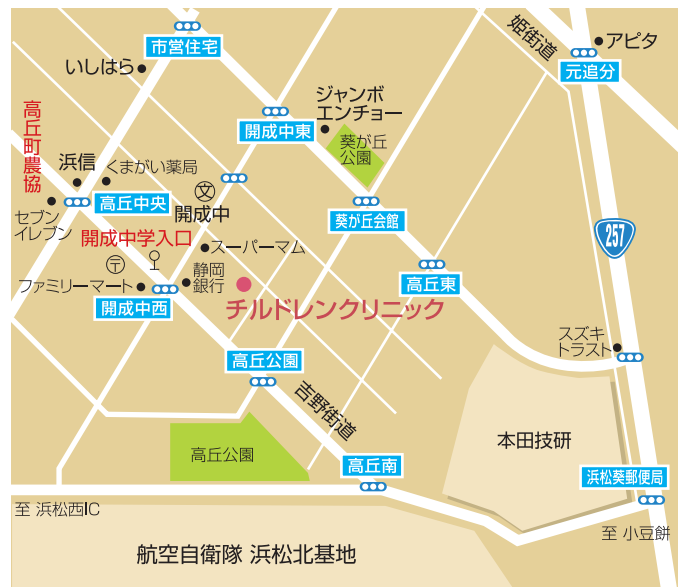 市営住宅
姫街道
アピタ
元追分
いしはら
ジャンボ
エンチョー
開成中東
葵が丘
公園
高丘町農協
浜信
くまがい薬局
文
開成中
高丘中央
セブン
イレブン
葵が丘会館
257
開成中学入口
スーパーマム
〒
ファミリーマート
静岡
銀行
高丘東
開成中西
チルドレンクリニック
スズキ
トラスト
高丘公園
吉野街道
本田技研
高丘公園
高丘南
浜松葵郵便局
至 浜松西IC
至 小豆餅
航空自衛隊 浜松北基地